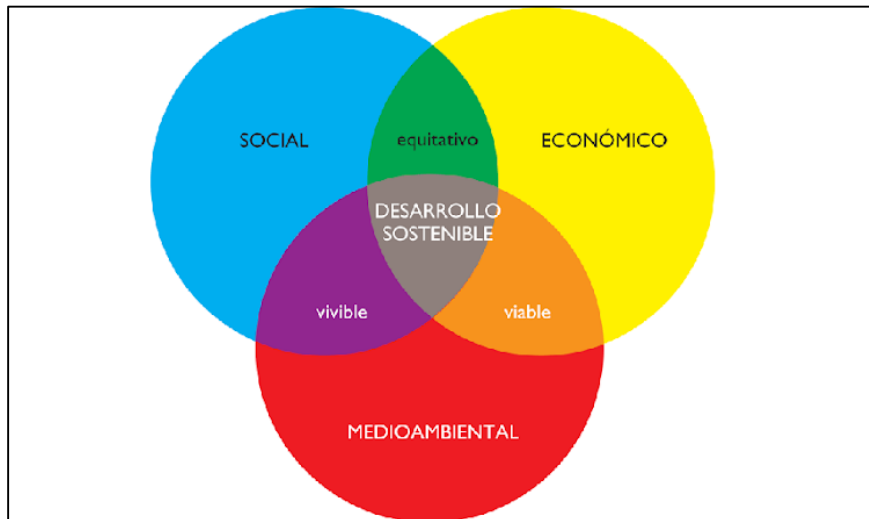 SOCIAL
equitativo
ECONÓMICO
DESARROLLO
SOSTENIBLE
vivible
viable
MEDIOAMBIENTAL